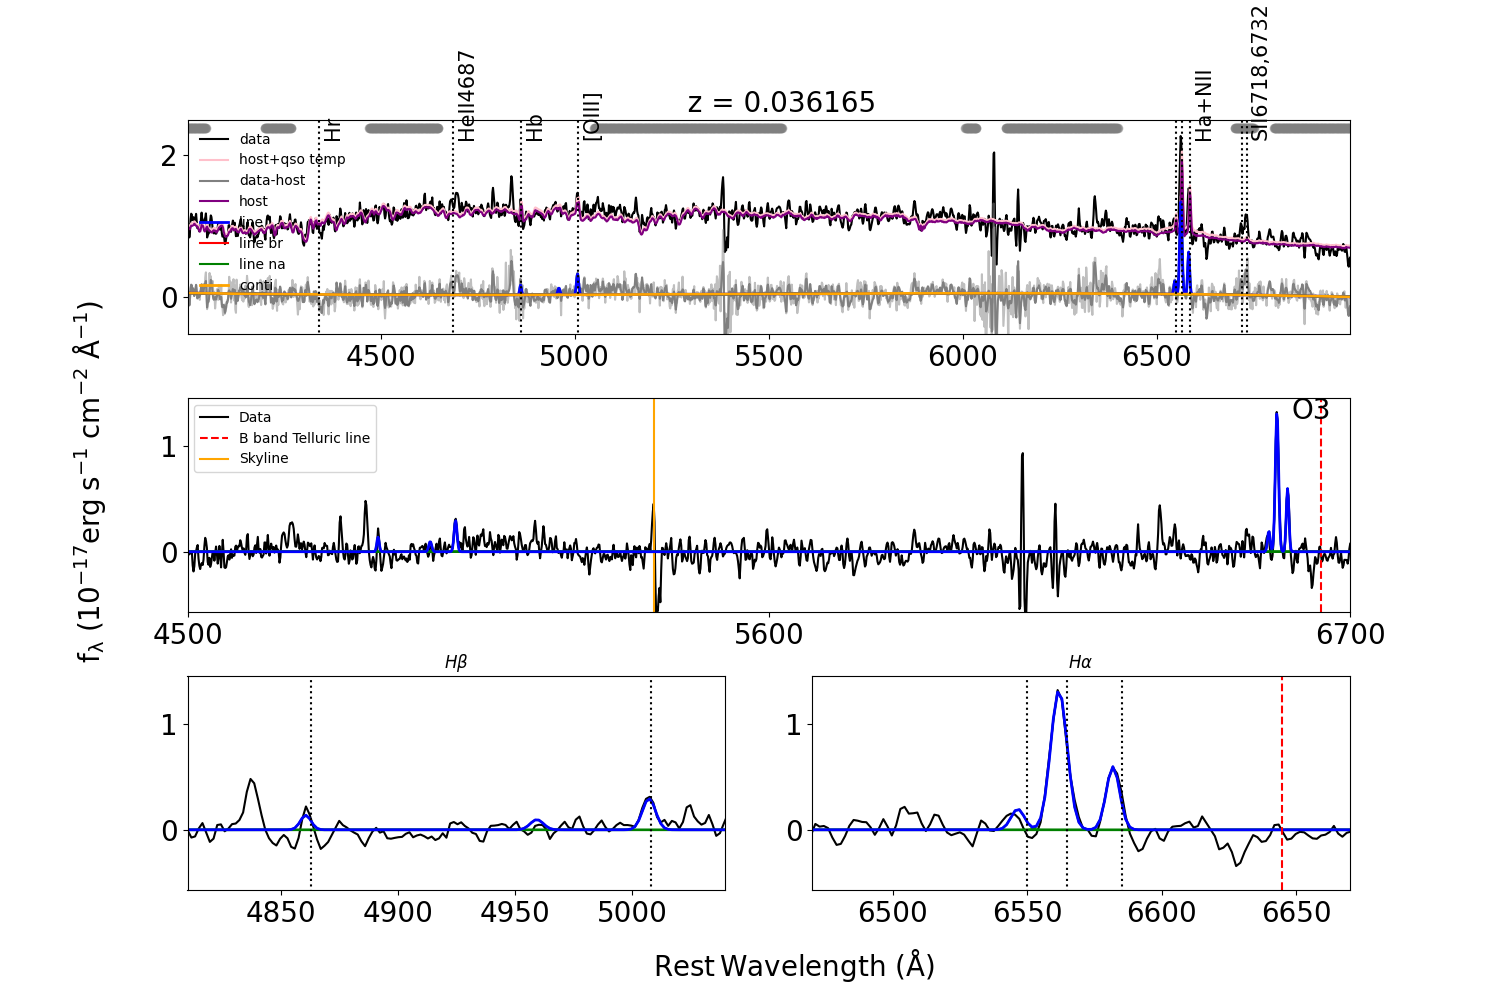 z = 0.036165
Hr
HeII4687
Hb
[OIII]
Ha+NII
SII6718,6732
data
host+qso temp
data-host
host
line
line br
line na
conti
2
0
4500 5000 5500 6000 6500
fλ (10−17erg s−1 cm−2 Å−1)
Data
B band Telluric line
Skyline
O3
1
0
4500 5600 6700
Hβ
1
0
4850 4900 4950 5000
Hα
1
0
6500 6550 6600 6650
Rest Wavelength (Å)